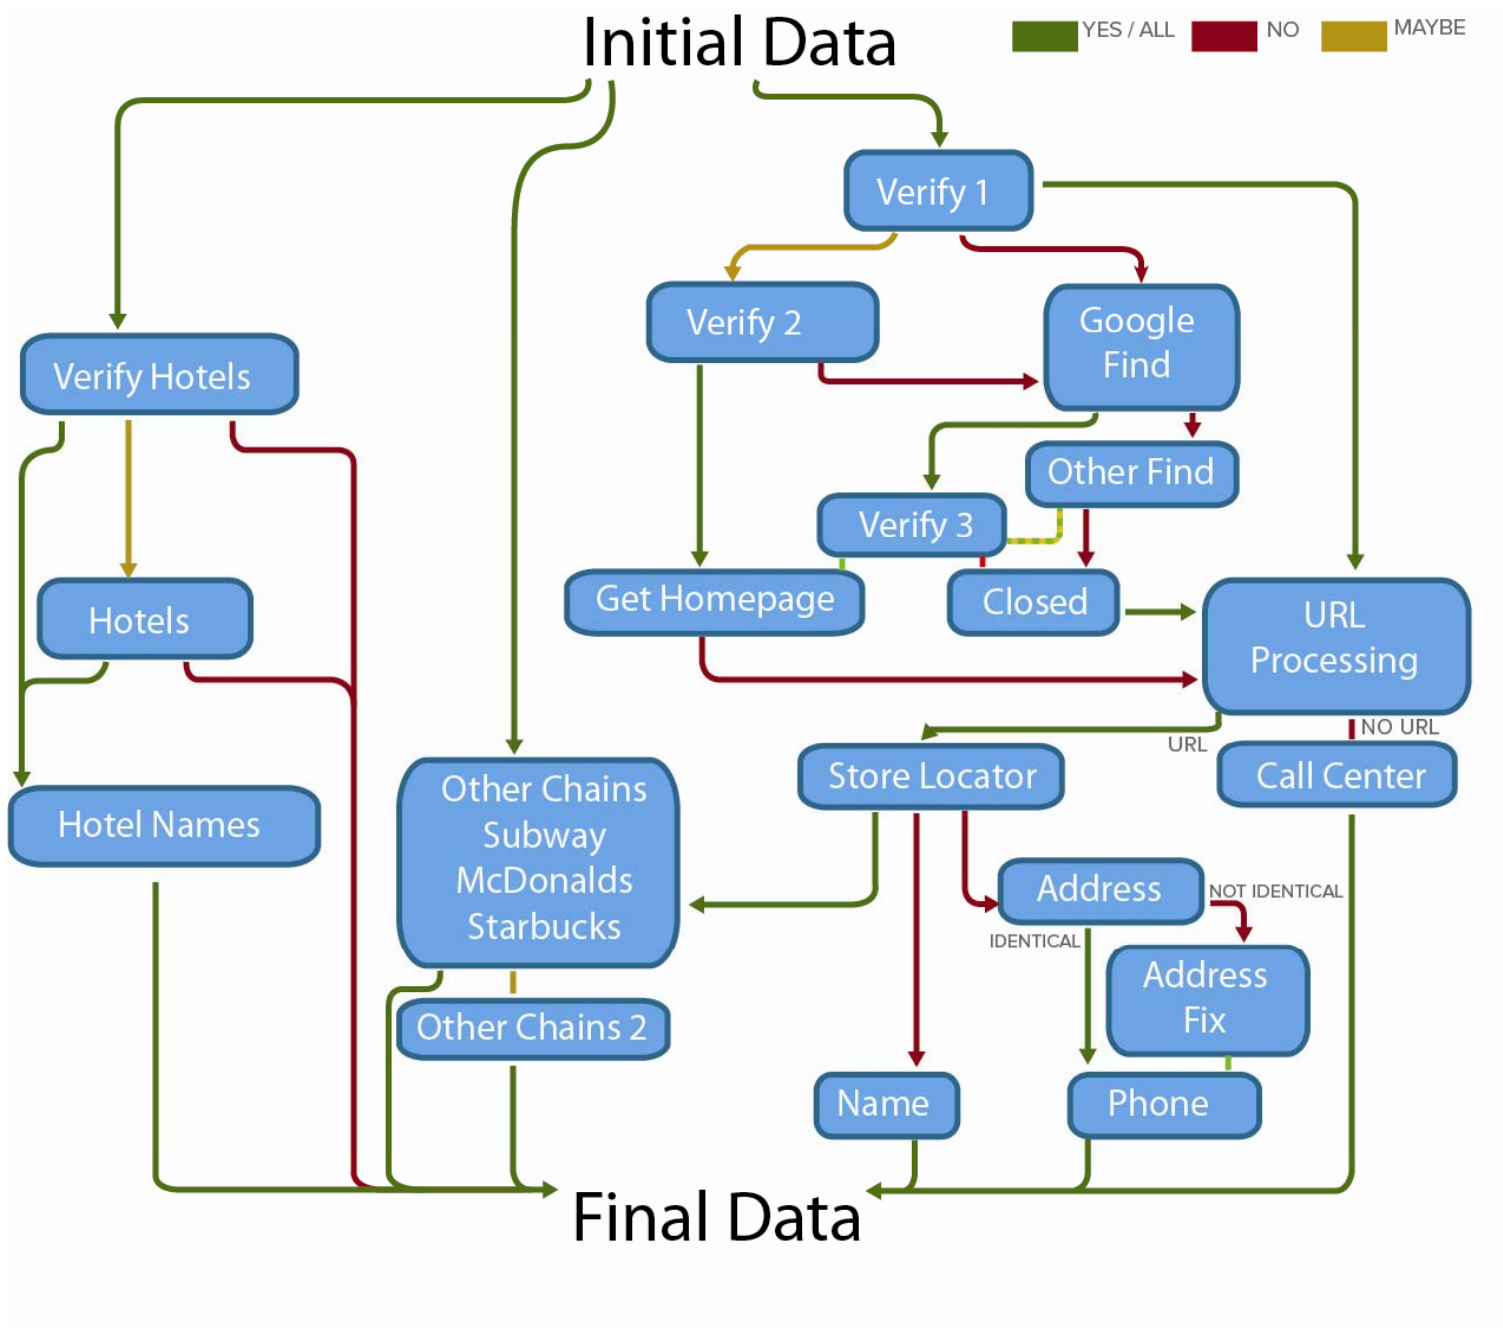 Initial Data
YES / ALL
NO
MAYBE
Verify 1
Verify 2
Google
Find
Verify Hotels
Other Find
Verify 3
Get Homepage
Closed
Hotels
URL
Processing
URL
NO URL
Store Locator
Call Center
Hotel Names
Other Chains
Subway
McDonalds
Starbucks
Address
NOT IDENTICAL
IDENTICAL
Address
Fix
Other Chains 2
Name
Phone
Final Data